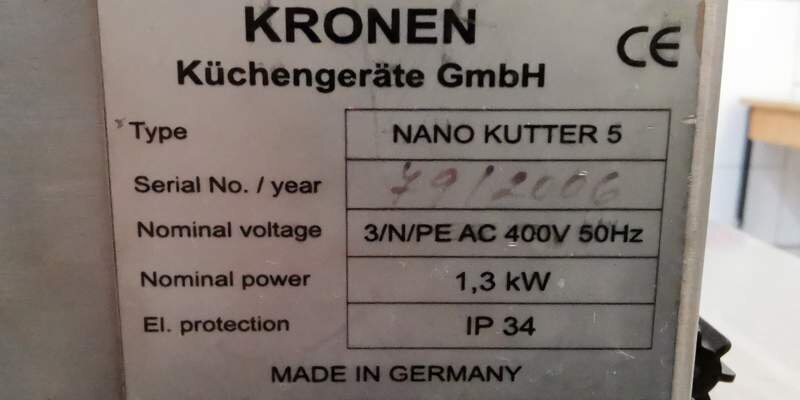 KRONEN
CE
Küchengeräte GmbH
Type NANO KUTTER 5
Serial No. / year 79/2006
Nominal voltage 3/N/PE AC 400V 50Hz
Nominal power 1,3 kW
El. protection IP 34
MADE IN GERMANY